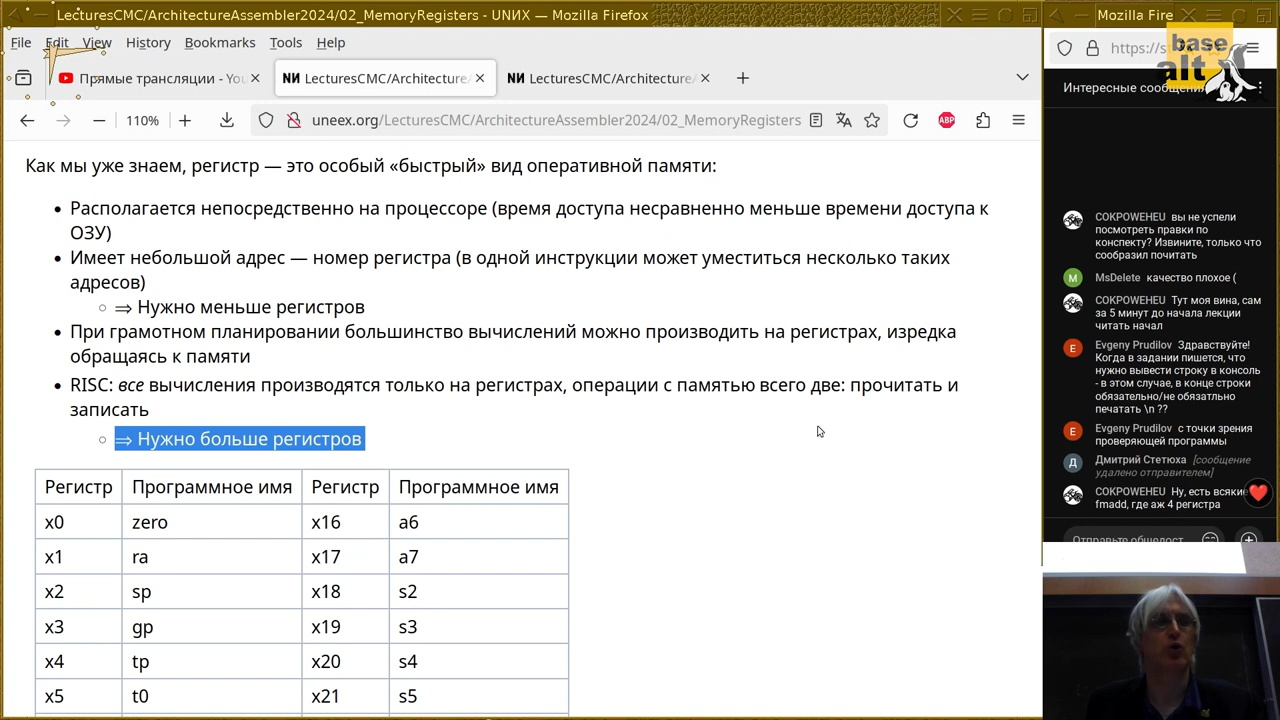 LecturesCMC/ArchitectureAssembler2024/02_MemoryRegisters - UNИX — Mozilla Firefox
File Edit View History Bookmarks Tools Help
Прямые трансляции - You
NИ LecturesCMC/Architecture
NИ LecturesCMC/ArchitectureA
110%
uneex.org/LecturesCMC/ArchitectureAssembler2024/02_MemoryRegisters
ABP
Как мы уже знаем, регистр — это особый «быстрый» вид оперативной памяти:
Располагается непосредственно на процессоре (время доступа несравненно меньше времени доступа к
ОЗУ)
Имеет небольшой адрес — номер регистра (в одной инструкции может уместиться несколько таких
адресов)
⇒ Нужно меньше регистров
При грамотном планировании большинство вычислений можно производить на регистрах, изредка
обращаясь к памяти
RISC: все вычисления производятся только на регистрах, операции с памятью всего две: прочитать и
записать
⇒ Нужно больше регистров
Регистр Программное имя Регистр Программное имя
x0 zero x16 a6
x1 ra x17 a7
x2 sp x18 s2
x3 gp x19 s3
x4 tp x20 s4
x5 t0 x21 s5
Mozilla Fire
https://s
base
alt
Интересные сообщения
COKPOWEHEU вы не успели
посмотреть правки по
конспекту? Извините, только что
сообразил почитать
M MsDelete качество плохое (
COKPOWEHEU Тут моя вина, сам
за 5 минут до начала лекции
читать начал
E Evgeny Prudilov Здравствуйте!
Когда в задании пишется, что
нужно вывести строку в консоль
- в этом случае, в конце строки
обязательно/не обязатльно
печатать \n ??
E Evgeny Prudilov с точки зрения
проверяющей программы
Д Дмитрий Стетюха [сообщение
удалено отправителем]
COKPOWEHEU Ну, есть всякие
fmadd, где аж 4 регистра
Отправьте общедост